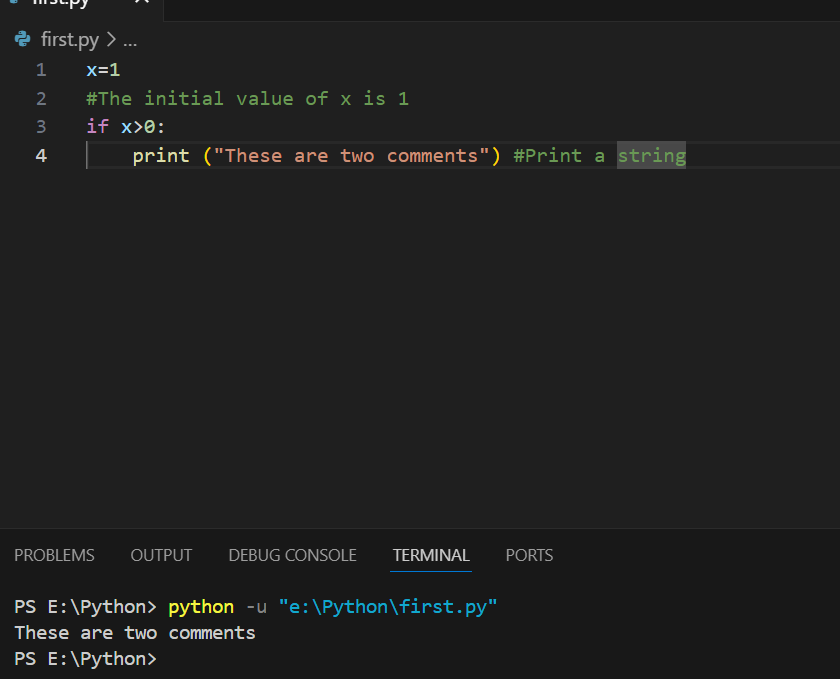 first.py
first.py > ...
1 x=1
2 #The initial value of x is 1
3 if x>0:
4     print ("These are two comments") #Print a string
PROBLEMS OUTPUT DEBUG CONSOLE TERMINAL PORTS
PS E:\Python> python -u "e:\Python\first.py"
These are two comments
PS E:\Python>